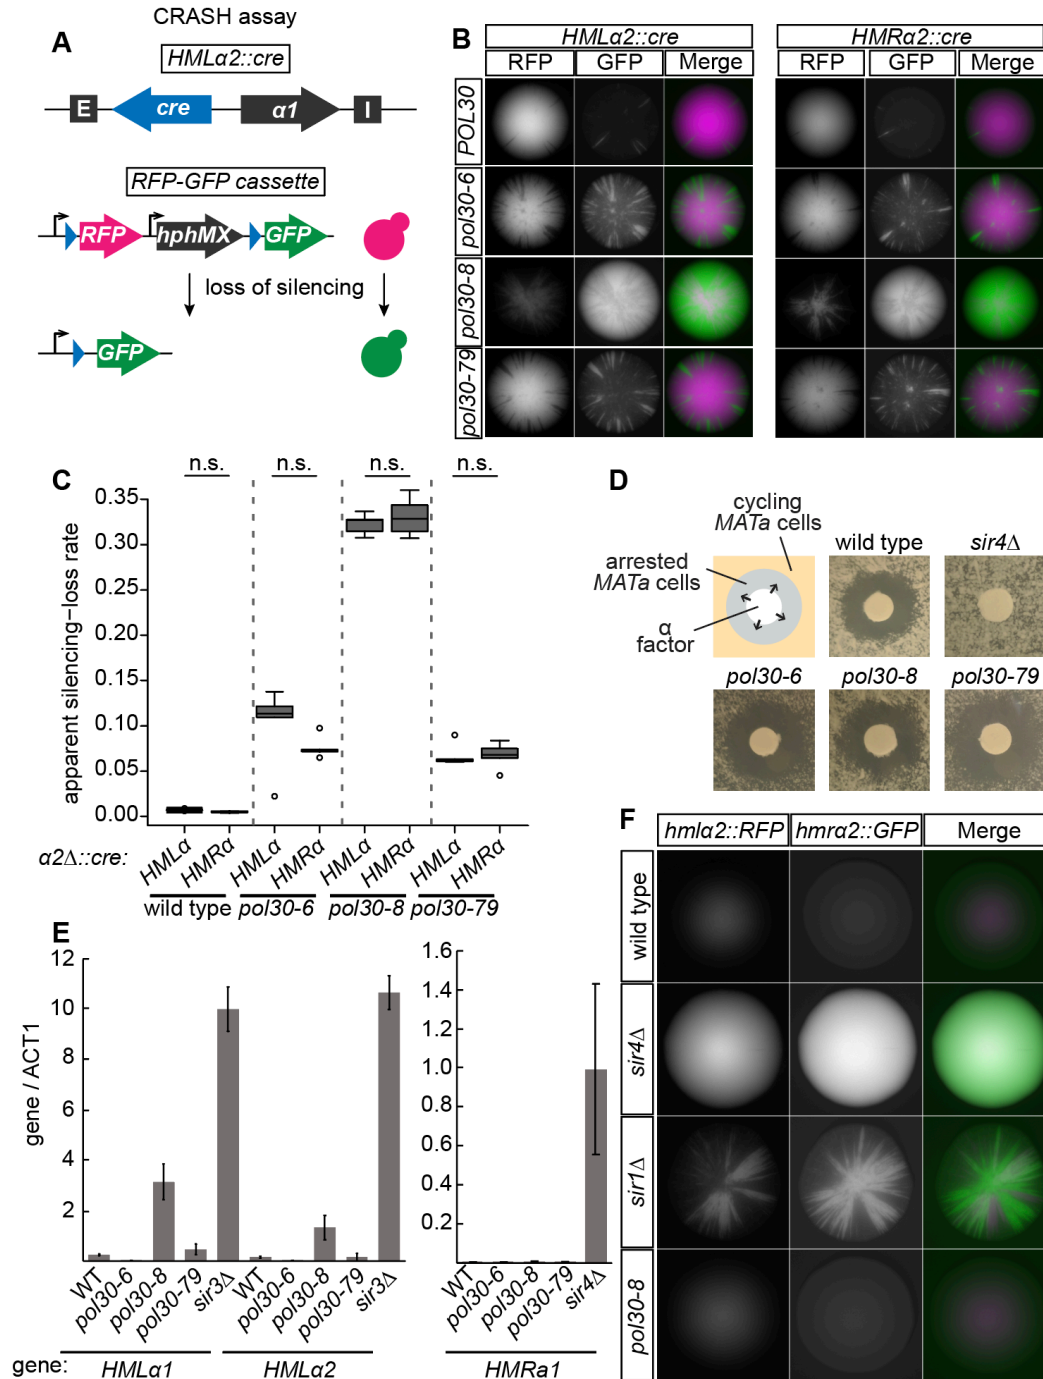 CRASH assay
A
HMLα2::cre
E
cre
α1
I
RFP-GFP cassette
RFP
hphMX
GFP
loss of silencing
GFP
B
HMLα2::cre
HMRα2::cre
RFP
GFP
Merge
RFP
GFP
Merge
POL30
pol30-6
pol30-8
pol30-79
C
n.s.
n.s.
n.s.
n.s.
apparent silencing−loss rate
0.35
0.30
0.25
0.20
0.15
0.10
0.05
0.00
α2Δ::cre:
HMLα
HMRα
HMLα
HMRα
HMLα
HMRα
HMLα
HMRα
wild type
pol30-6
pol30-8
pol30-79
D
cycling
MATa cells
arrested
MATa cells
α
factor
wild type
sir4Δ
pol30-6
pol30-8
pol30-79
E
gene / ACT1
12
10
8
6
4
2
WT
pol30-6
pol30-8
pol30-79
sir3Δ
WT
pol30-6
pol30-8
pol30-79
sir3Δ
1.6
1.4
1.2
1.0
0.8
0.6
0.4
0.2
WT
pol30-6
pol30-8
pol30-79
sir4Δ
gene:
HMLα1
HMLα2
HMRa1
F
hmlα2::RFP
hmrα2::GFP
Merge
wild type
sir4Δ
sir1Δ
pol30-8